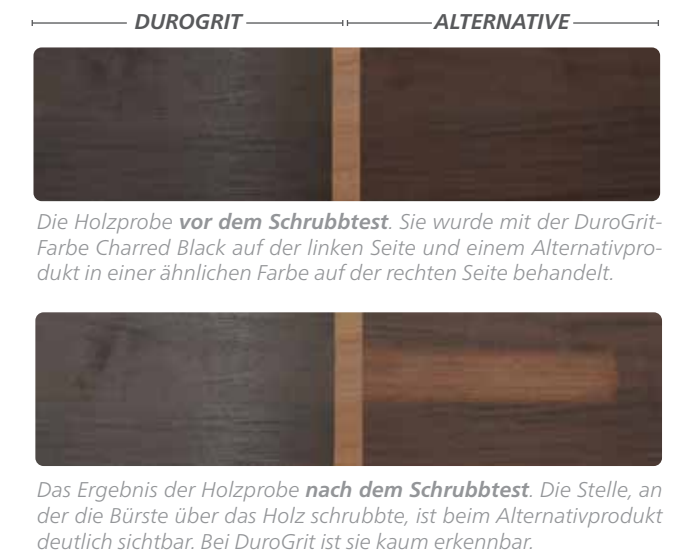 DUROGRIT ALTERNATIVE
Die Holzprobe vor dem Schrubbtest. Sie wurde mit der DuroGrit-
Farbe Charred Black auf der linken Seite und einem Alternativpro-
dukt in einer ähnlichen Farbe auf der rechten Seite behandelt.
Das Ergebnis der Holzprobe nach dem Schrubbtest. Die Stelle, an
der die Bürste über das Holz schrubbte, ist beim Alternativprodukt
deutlich sichtbar. Bei DuroGrit ist sie kaum erkennbar.